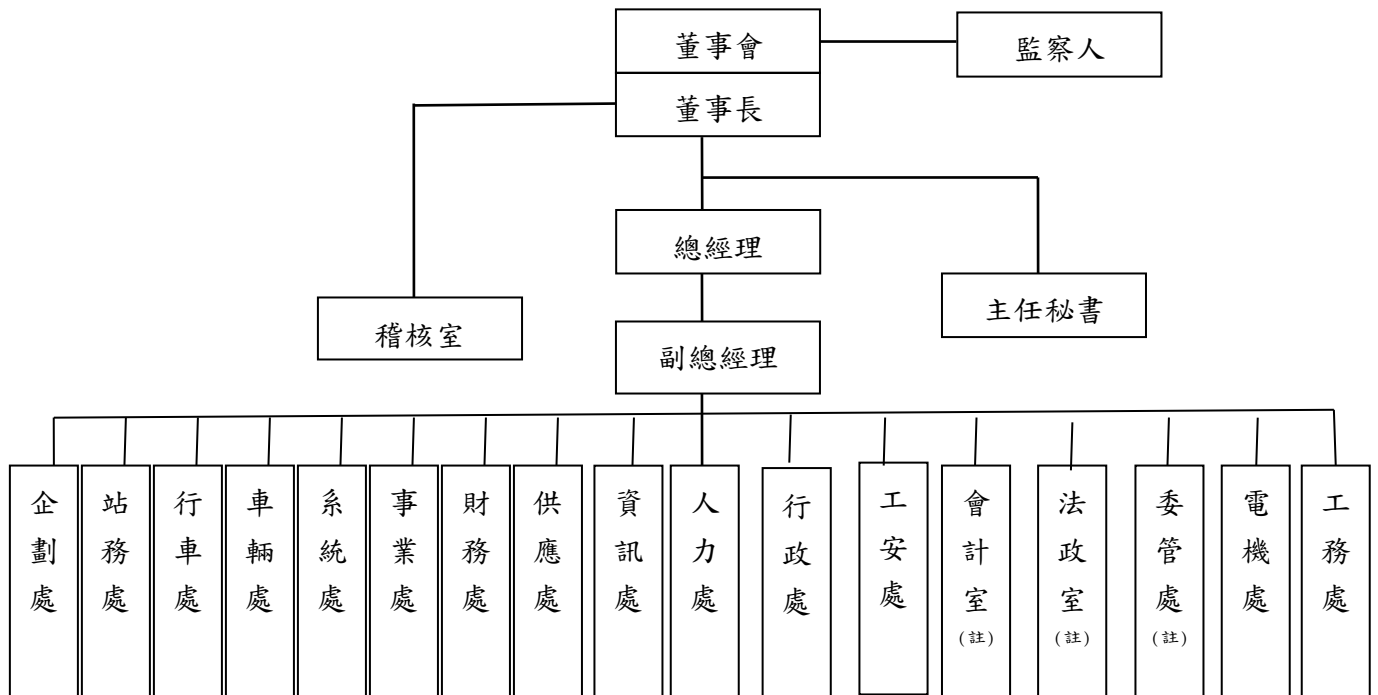 董事會
監察人
董事長
總經理
主任秘書
稽核室
副總經理
企劃處
站務處
行車處
車輛處
系統處
事業處
財務處
供應處
資訊處
人力處
行政處
工安處
會計室
(註)
法政室
(註)
委管處
(註)
電機處
工務處